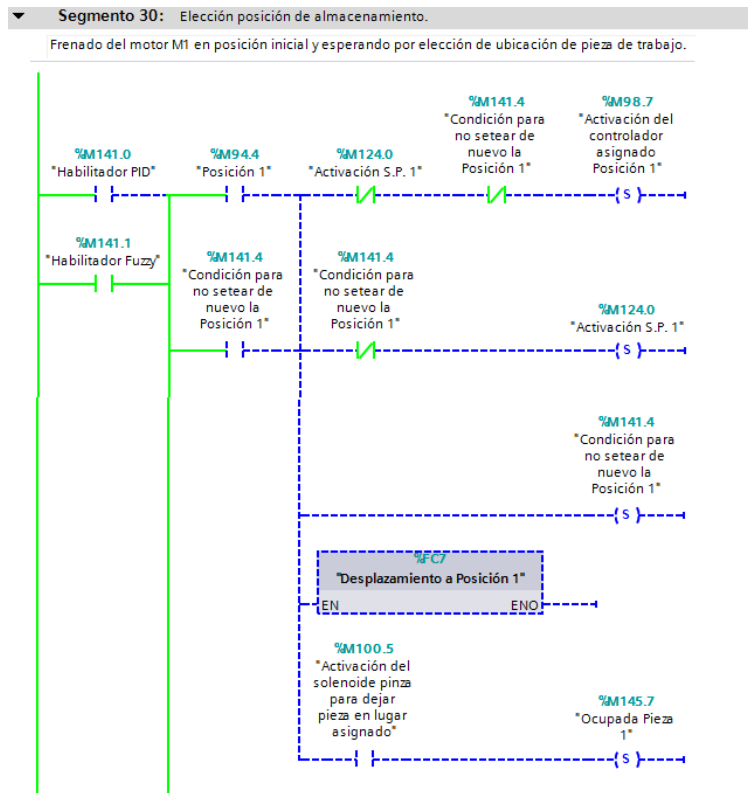 Segmento 30: Elección posición de almacenamiento.
Frenado del motor M1 en posición inicial y esperando por elección de ubicación de pieza de trabajo.
%M141.0
"Habilitador PID"
%M94.4
"Posición 1"
%M124.0
"Activación S.P. 1"
%M141.4
"Condición para
no setear de
nuevo la
Posición 1"
%M98.7
"Activación del
controlador
asignado
Posición 1"
S
%M141.1
"Habilitador Fuzzy"
%M141.4
"Condición para
no setear de
nuevo la
Posición 1"
%M141.4
"Condición para
no setear de
nuevo la
Posición 1"
%M124.0
"Activación S.P. 1"
S
%M141.4
"Condición para
no setear de
nuevo la
Posición 1"
S
%FC7
"Desplazamiento a Posición 1"
EN ENO
%M100.5
"Activación del
solenoide pinza
para dejar
pieza en lugar
asignado"
%M145.7
"Ocupada Pieza
1"
S